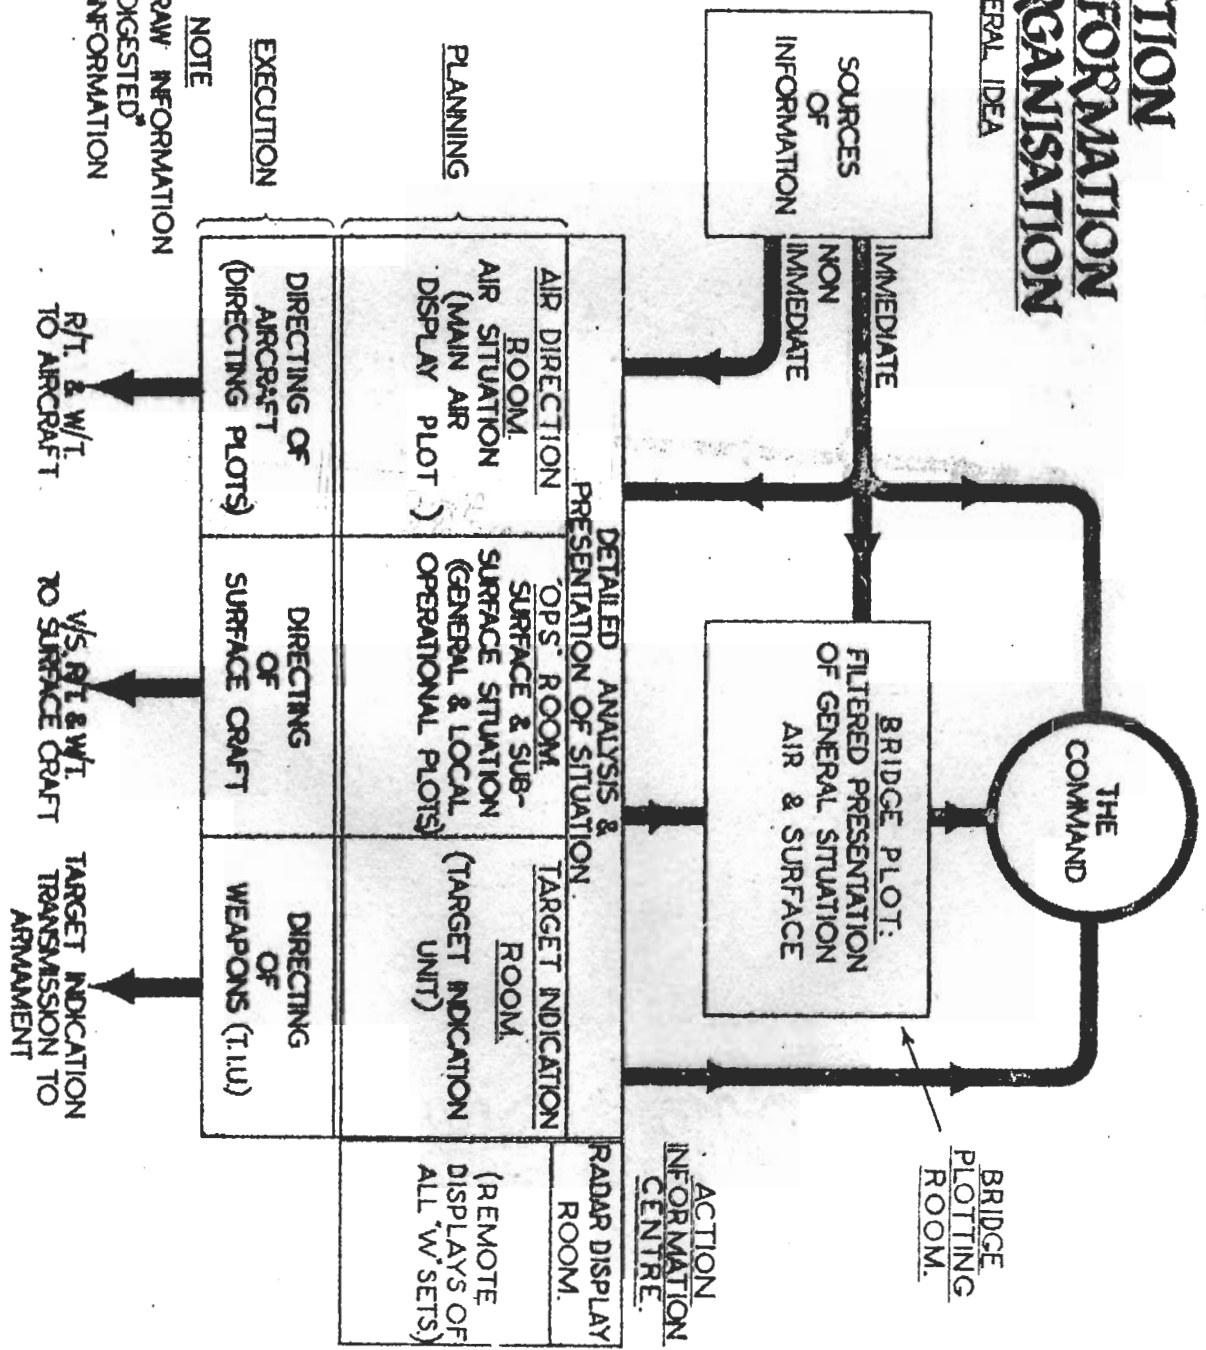 TION
FORMATION
RGANISATION
ERAL IDEA
SOURCES
OF
INFORMATION
IMMEDIATE
NON
IMMEDIATE
THE
COMMAND
BRIDGE PLOT:
FILTERED PRESENTATION
OF GENERAL SITUATION
AIR & SURFACE
BRIDGE
PLOTTING
ROOM.
ACTION
INFORMATION
CENTRE.
DETAILED ANALYSIS &
PRESENTATION OF SITUATION.
PLANNING
AIR DIRECTION
ROOM.
AIR SITUATION
(MAIN AIR
DISPLAY PLOT.)
"OPS" ROOM.
SURFACE & SUB-
SURFACE SITUATION
(GENERAL & LOCAL
OPERATIONAL PLOTS)
TARGET INDICATION
ROOM.
(TARGET INDICATION
UNIT)
RADAR DISPLAY
ROOM.
(REMOTE
DISPLAYS OF
ALL "W" SETS.)
EXECUTION
DIRECTING OF
AIRCRAFT
(DIRECTING PLOTS)
DIRECTING
OF
SURFACE CRAFT
DIRECTING
OF
WEAPONS (T.I.U)
NOTE
RAW INFORMATION
DIGESTED"
NFORMATION
R/T. & W/T.
TO AIRCRAFT
V/S, R/T. & W/T.
TO SURFACE CRAFT
TARGET INDICATION
TRANSMISSION TO
ARMAMENT